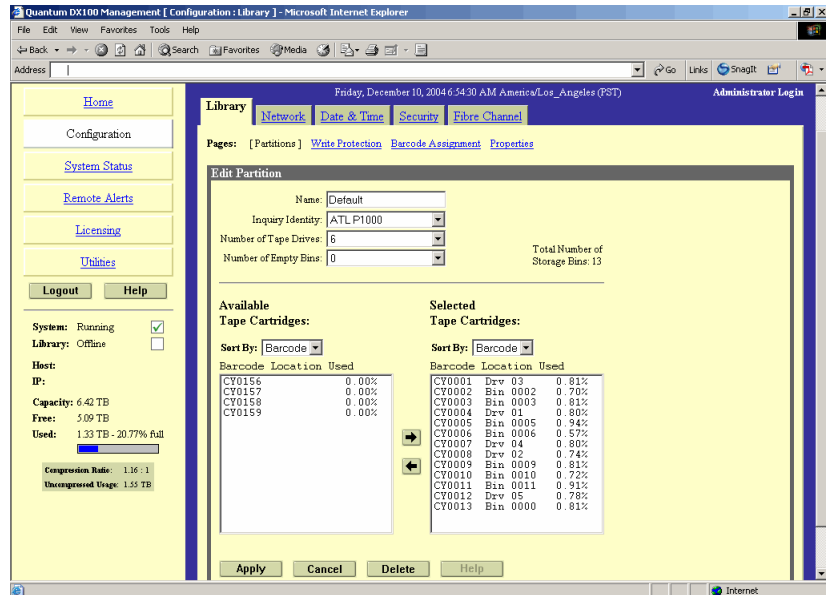 Quantum DX100 Management [ Configuration : Library ] - Microsoft Internet Explorer
File Edit View Favorites Tools Help
Back Search Favorites Media
Address Go Links SnagIt
Friday, December 10, 2004 6:54:30 AM America/Los_Angeles (PST) Administrator Login
Home
Configuration
System Status
Remote Alerts
Licensing
Utilities
Logout Help
System: Running
Library: Offline
Host:
IP:
Capacity: 6.42 TB
Free: 5.09 TB
Used: 1.33 TB - 20.77% full
Compression Ratio: 1.16 : 1
Uncompressed Usage: 1.55 TB
Library Network Date & Time Security Fibre Channel
Pages: [ Partitions ] Write Protection Barcode Assignment Properties
Edit Partition
Name: Default
Inquiry Identity: ATL P1000
Number of Tape Drives: 6
Number of Empty Bins: 0
Total Number of
Storage Bins: 13
Available
Tape Cartridges:
Sort By: Barcode
Barcode Location Used
CY0156 0.00%
CY0157 0.00%
CY0158 0.00%
CY0159 0.00%
Selected
Tape Cartridges:
Sort By: Barcode
Barcode Location Used
CY0001 Drv 03 0.81%
CY0002 Bin 0002 0.70%
CY0003 Bin 0003 0.81%
CY0004 Drv 01 0.80%
CY0005 Bin 0005 0.94%
CY0006 Bin 0006 0.57%
CY0007 Drv 04 0.80%
CY0008 Drv 02 0.74%
CY0009 Bin 0009 0.81%
CY0010 Bin 0010 0.72%
CY0011 Bin 0011 0.91%
CY0012 Drv 05 0.78%
CY0013 Bin 0000 0.81%
Apply Cancel Delete Help
Internet